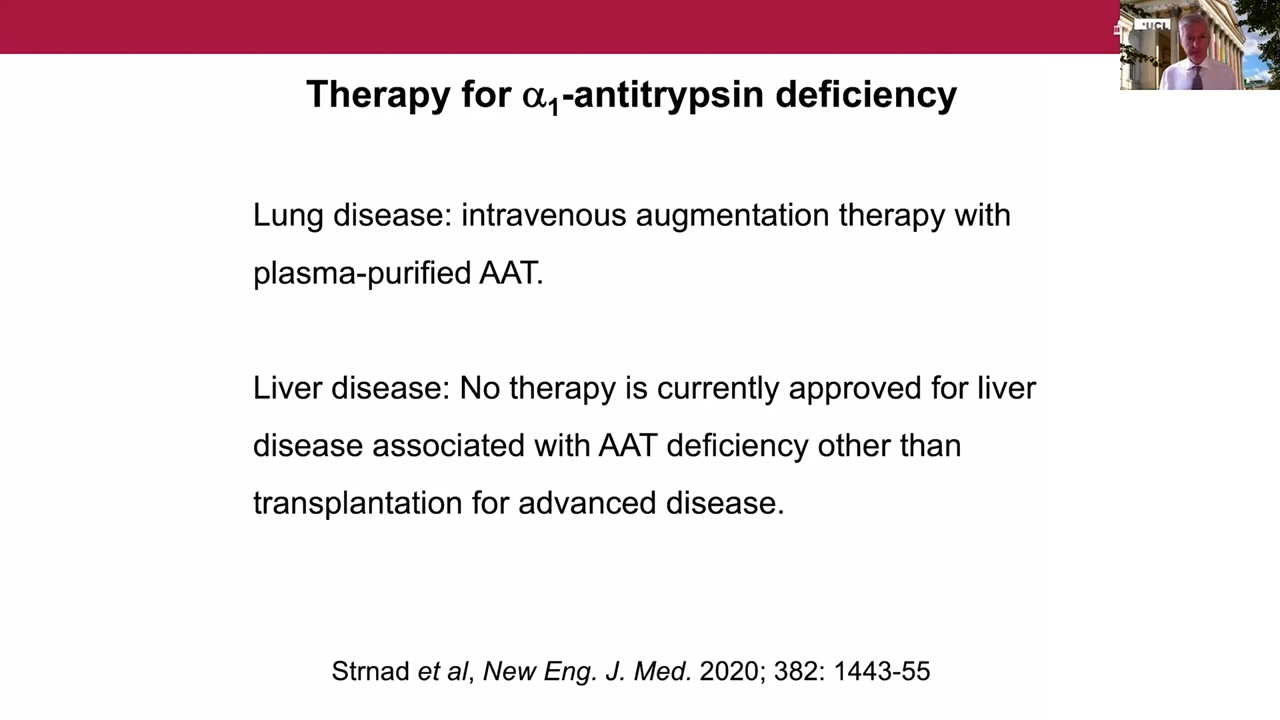 UCL
Therapy for α1-antitrypsin deficiency
Lung disease: intravenous augmentation therapy with
plasma-purified AAT.
Liver disease: No therapy is currently approved for liver
disease associated with AAT deficiency other than
transplantation for advanced disease.
Strnad et al, New Eng. J. Med. 2020; 382: 1443-55